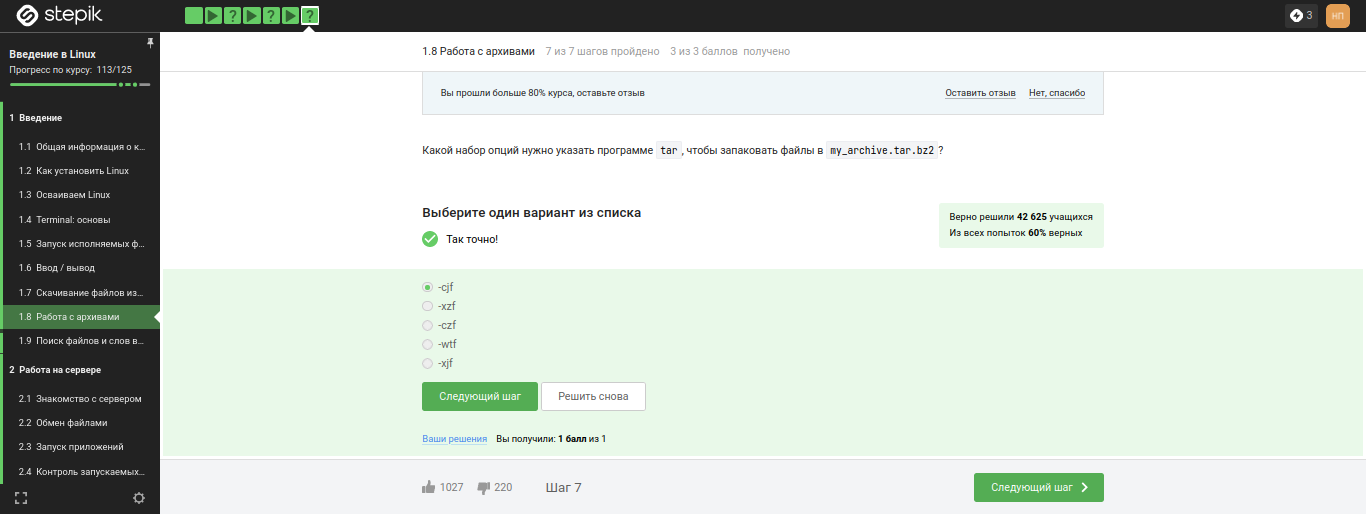 stepik
?
?
?
3
НП
Введение в Linux
Прогресс по курсу: 113/125
1 Введение
1.1 Общая информация о к...
1.2 Как установить Linux
1.3 Осваиваем Linux
1.4 Terminal: основы
1.5 Запуск исполняемых ф...
1.6 Ввод / вывод
1.7 Скачивание файлов из...
1.8 Работа с архивами
1.9 Поиск файлов и слов в...
2 Работа на сервере
2.1 Знакомство с сервером
2.2 Обмен файлами
2.3 Запуск приложений
2.4 Контроль запускаемых...
1.8 Работа с архивами 7 из 7 шагов пройдено 3 из 3 баллов получено
Вы прошли больше 80% курса, оставьте отзыв
Оставить отзыв Нет, спасибо
Какой набор опций нужно указать программе tar, чтобы запаковать файлы в my_archive.tar.bz2?
Выберите один вариант из списка
Так точно!
Верно решили 42 625 учащихся
Из всех попыток 60% верных
-cjf
-xzf
-czf
-wtf
-xjf
Следующий шаг Решить снова
Ваши решения Вы получили: 1 балл из 1
1027 220 Шаг 7
Следующий шаг